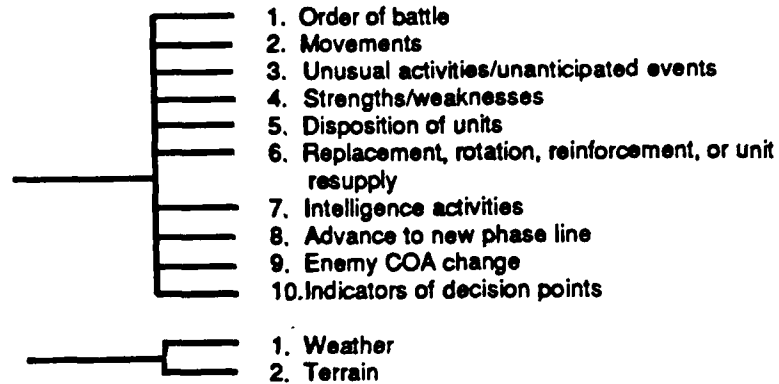 1. Order of battle
2. Movements
3. Unusual activities/unanticipated events
4. Strengths/weaknesses
5. Disposition of units
6. Replacement, rotation, reinforcement, or unit
resupply
7. Intelligence activities
8. Advance to new phase line
9. Enemy COA change
10.Indicators of decision points
1. Weather
2. Terrain